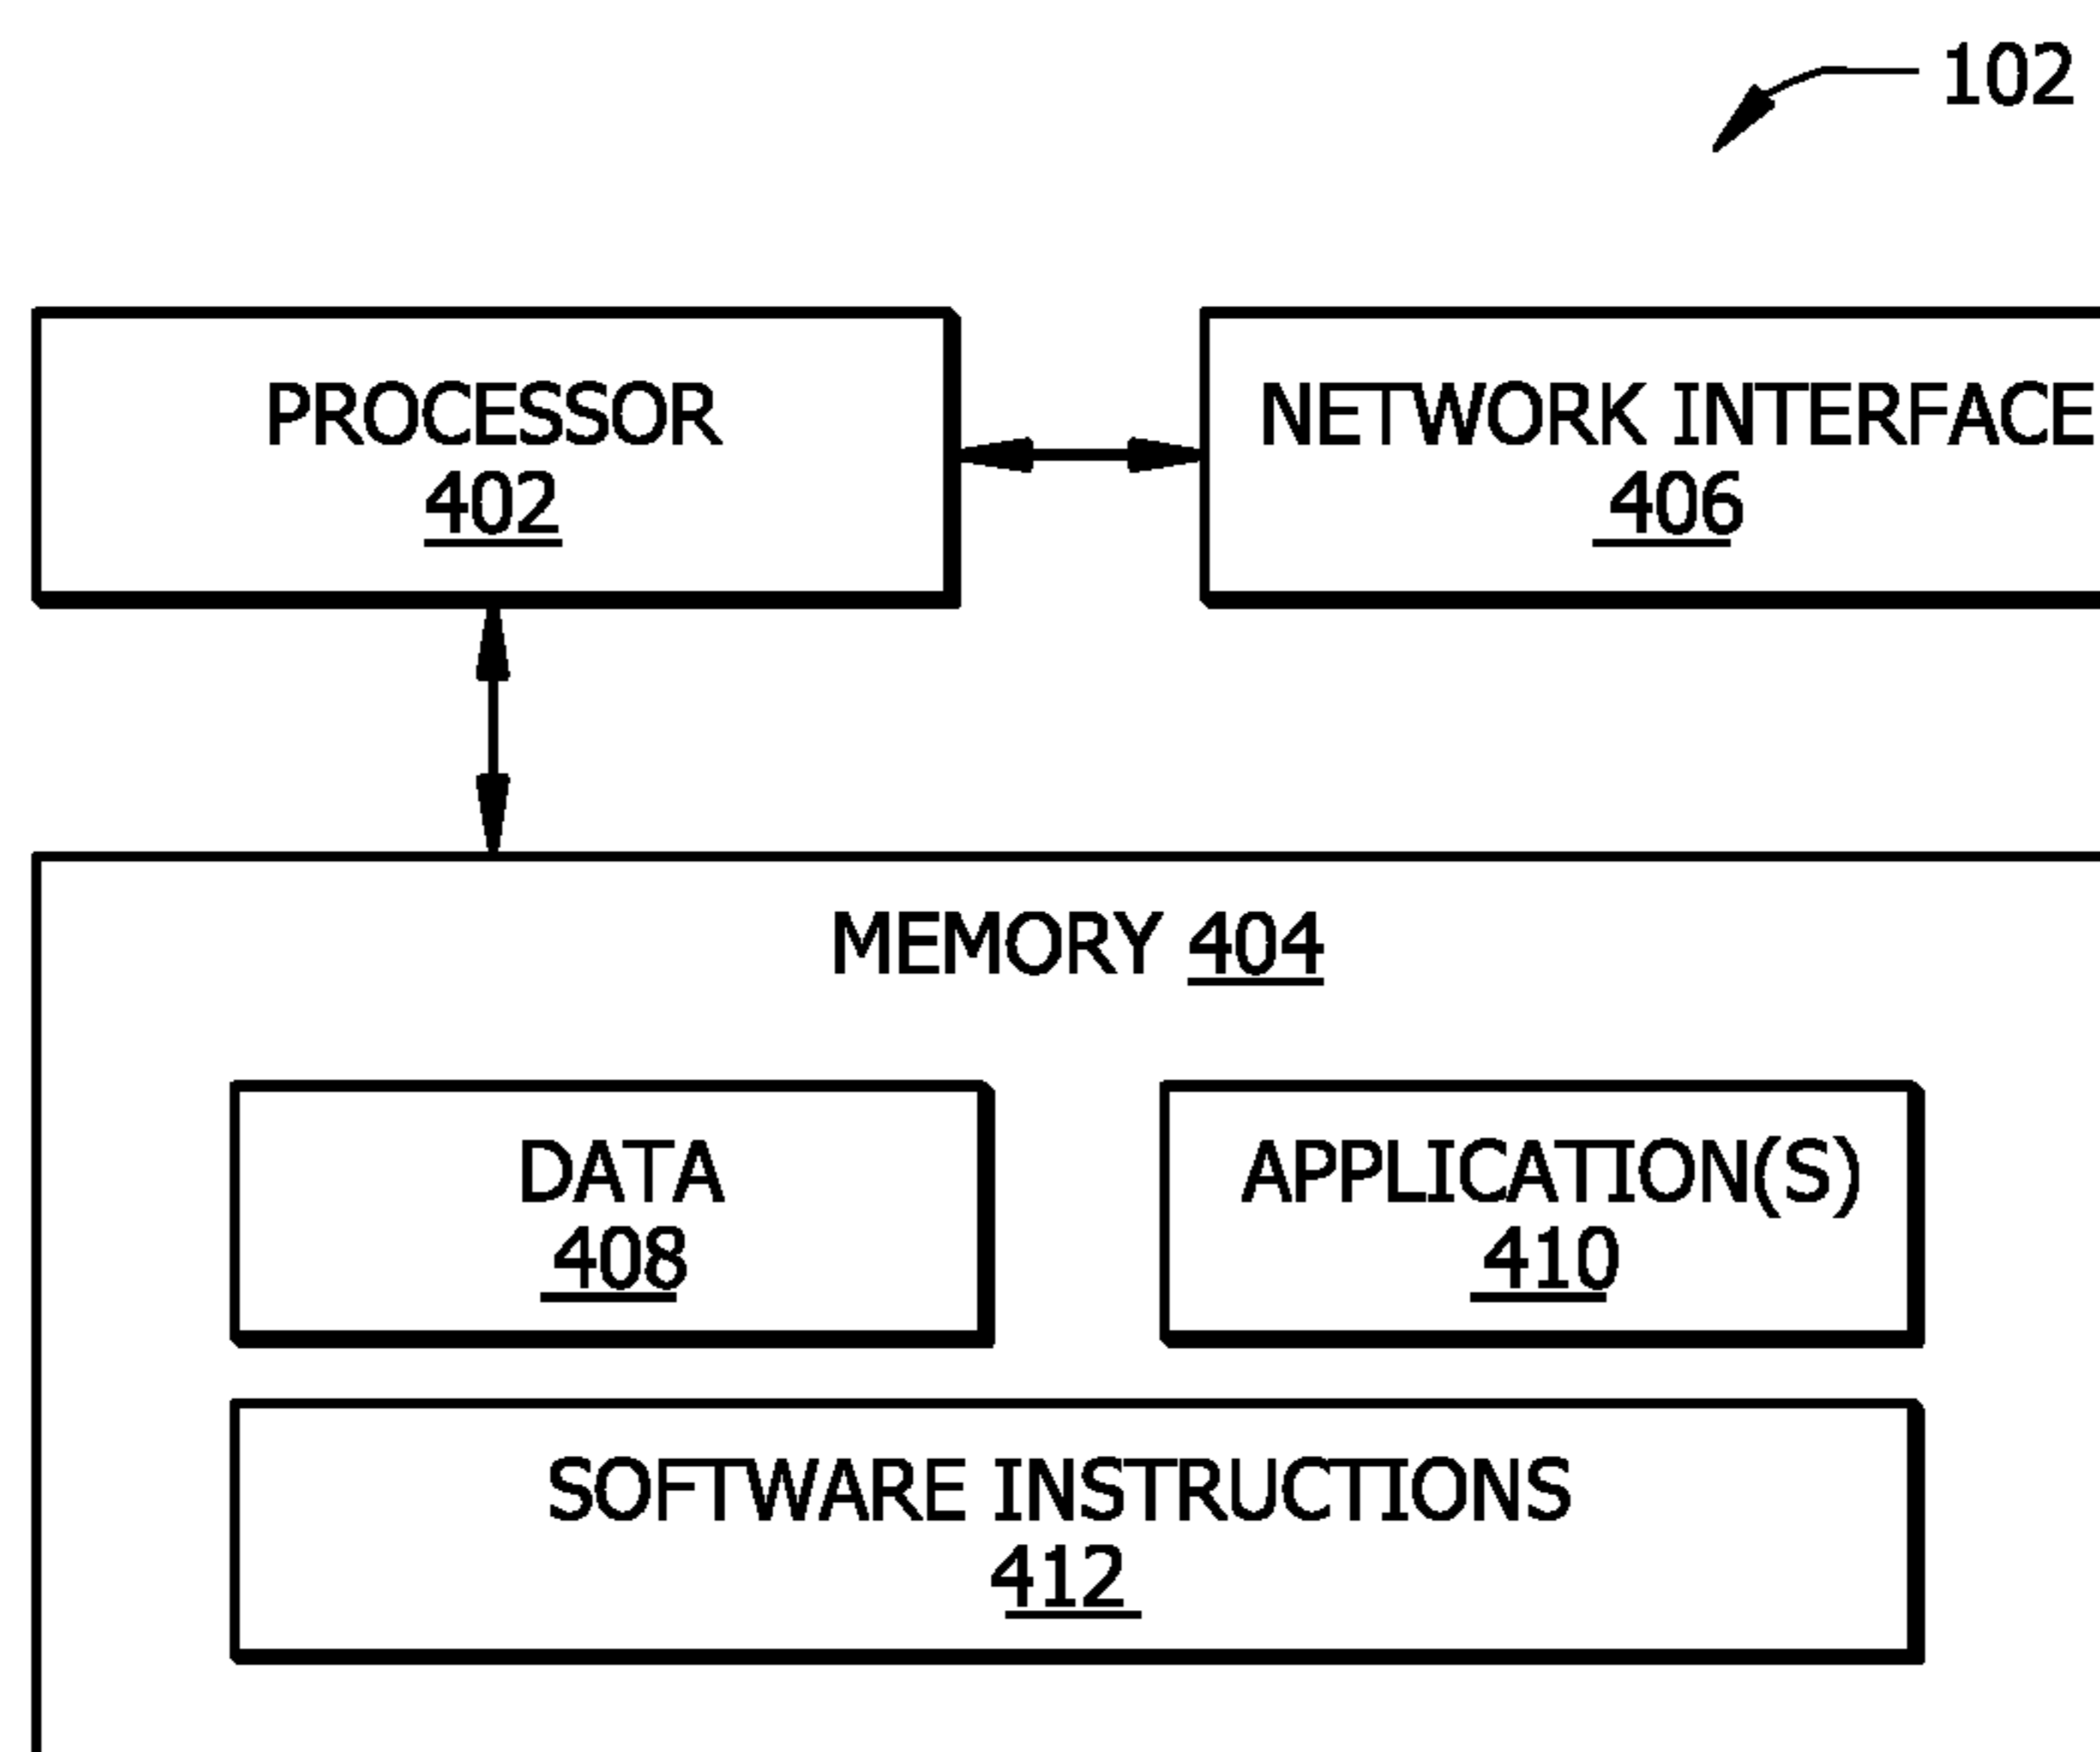 102
PROCESSOR
402
NETWORK INTERFACE
406
MEMORY 404
DATA
408
APPLICATION(S)
410
SOFTWARE INSTRUCTIONS
412